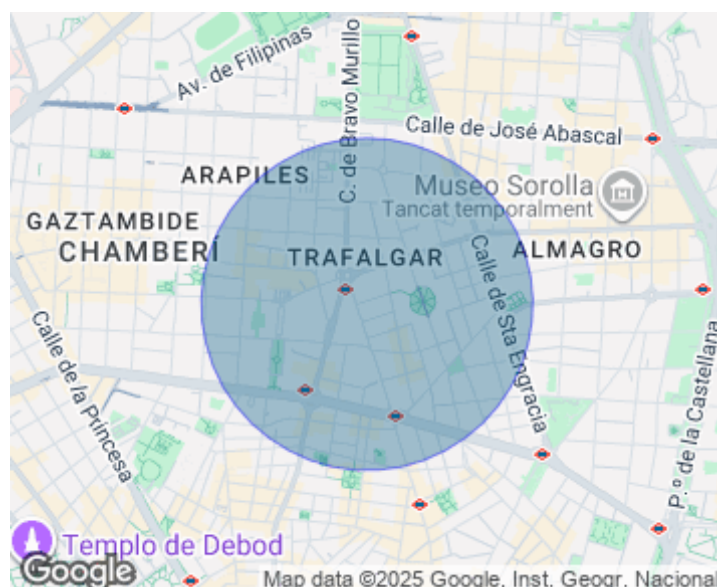 Av. de Filipinas
C. de Bravo Murillo
Calle de José Abascal
ARAPILES
Museo Sorolla
Tancat temporalment
GAZTAMBIDE
CHAMBERÍ
TRAFALGAR
ALMAGRO
Calle de Sta Engracia
Calle de la Princesa
P.º de la Castellana
Templo de Debod
Google
Map data ©2025 Google, Inst. Geogr. Nacional